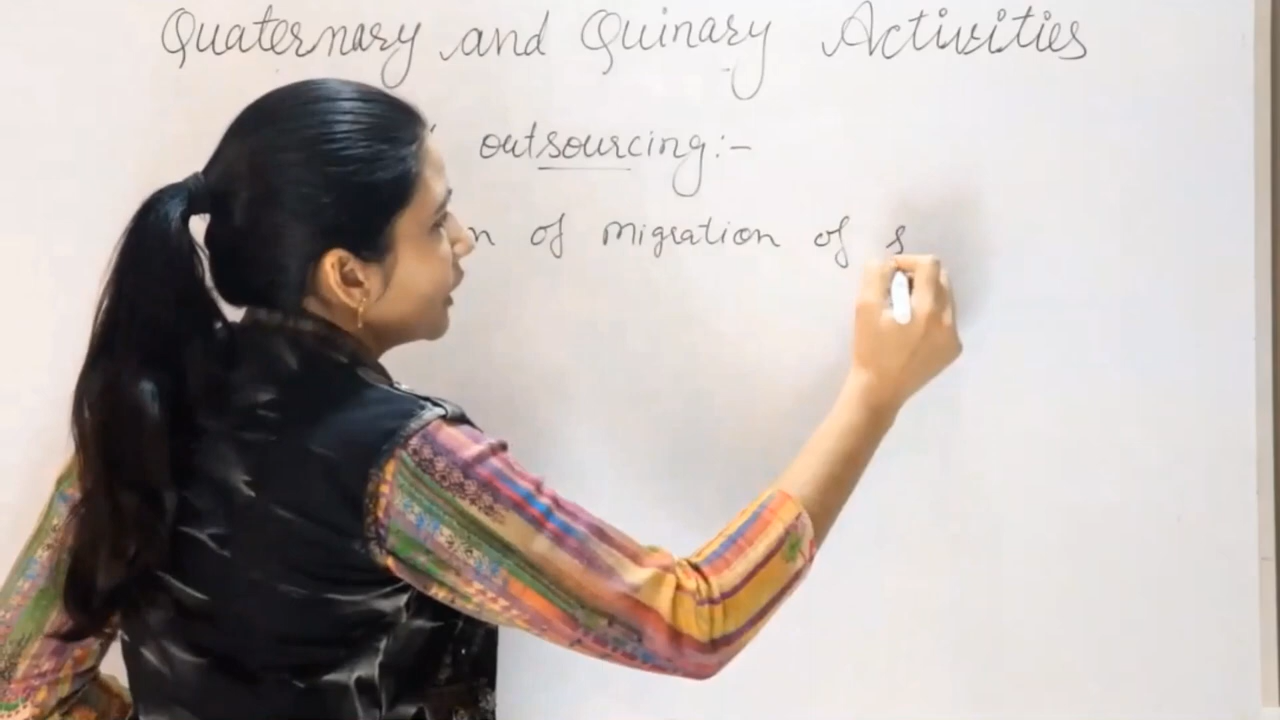 Quaternary and Quinary Activities
outsourcing:-
of migration of s